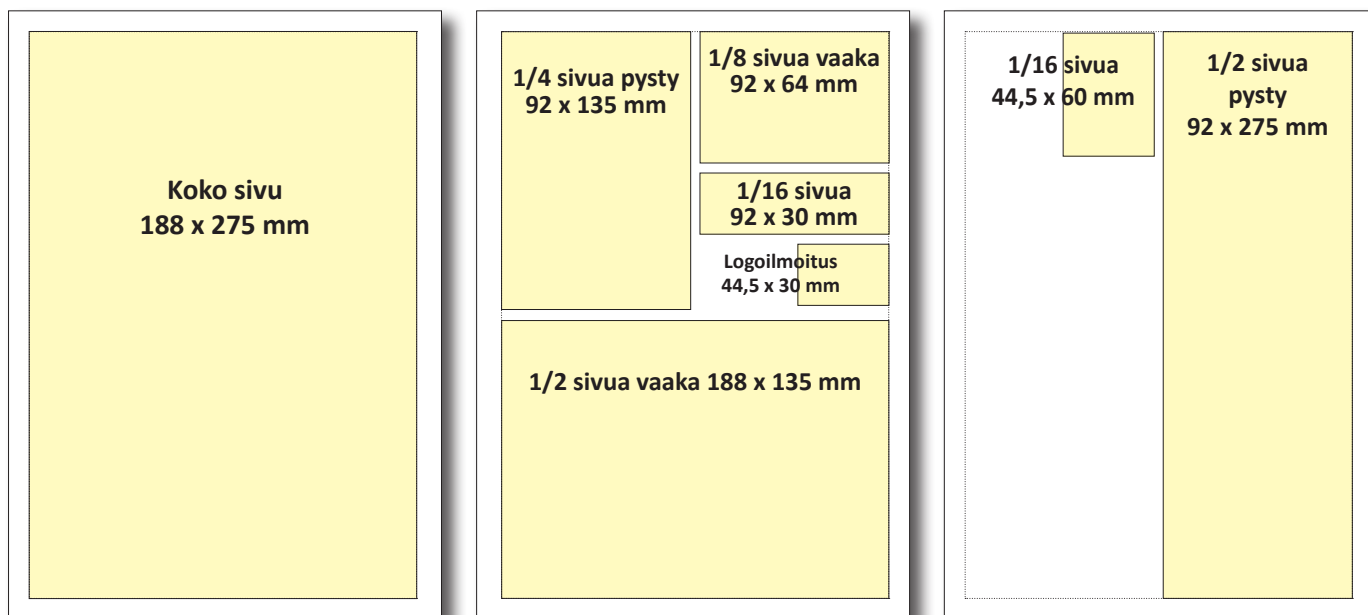 Koko sivu
188 x 275 mm
1/4 sivua pysty
92 x 135 mm
1/8 sivua vaaka
92 x 64 mm
1/16 sivua
92 x 30 mm
Logoilmoitus
44,5 x 30 mm
1/2 sivua vaaka 188 x 135 mm
1/16 sivua
44,5 x 60 mm
1/2 sivua
pysty
92 x 275 mm